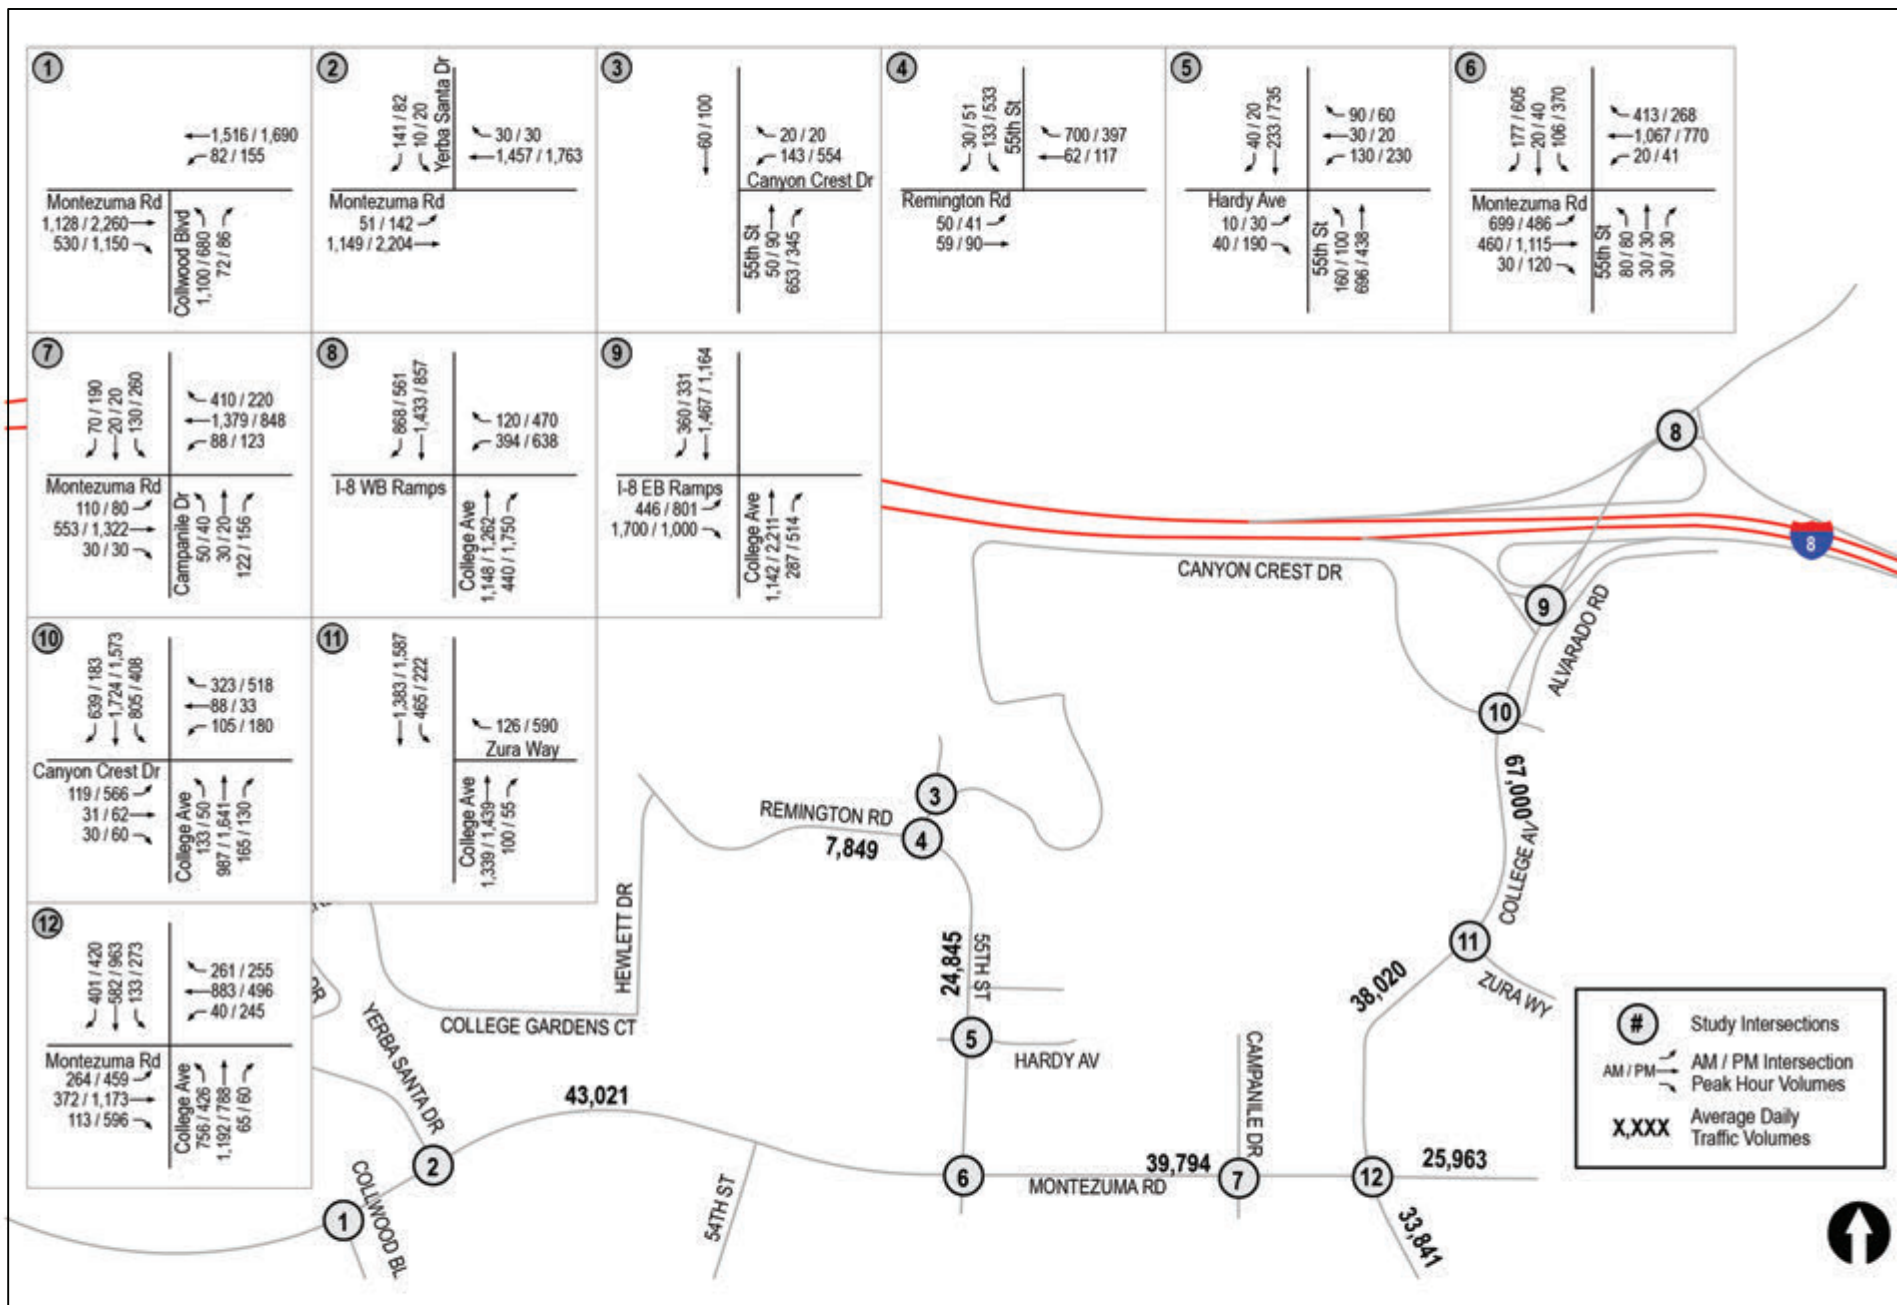 1
1,516 / 1,690
82 / 155
Montezuma Rd
1,128 / 2,260
530 / 1,150
Collwood Blvd
1,100 / 680
72 / 86
2
141 / 82
10 / 20
Yerba Santa Dr
30 / 30
1,457 / 1,763
Montezuma Rd
51 / 142
1,149 / 2,204
3
60 / 100
20 / 20
143 / 554
Canyon Crest Dr
55th St
50 / 90
653 / 345
4
30 / 51
133 / 533
55th St
700 / 397
62 / 117
Remington Rd
50 / 41
59 / 90
5
40 / 20
233 / 735
90 / 60
30 / 20
130 / 230
Hardy Ave
10 / 30
40 / 190
55th St
160 / 100
696 / 438
6
177 / 605
20 / 40
106 / 370
413 / 268
1,067 / 770
20 / 41
Montezuma Rd
699 / 486
460 / 1,115
30 / 120
55th St
80 / 80
30 / 30
30 / 30
7
70 / 190
20 / 20
130 / 260
410 / 220
1,379 / 848
88 / 123
Montezuma Rd
110 / 80
553 / 1,322
30 / 30
Campanile Dr
50 / 40
30 / 20
122 / 156
8
868 / 561
1,433 / 857
120 / 470
394 / 638
I-8 WB Ramps
College Ave
1,148 / 1,262
440 / 1,750
9
360 / 331
1,467 / 1,164
I-8 EB Ramps
446 / 801
1,700 / 1,000
College Ave
1,142 / 2,211
287 / 514
10
639 / 183
1,724 / 1,573
805 / 408
323 / 518
88 / 33
105 / 180
Canyon Crest Dr
119 / 566
31 / 62
30 / 60
College Ave
133 / 50
987 / 1,641
165 / 130
11
1,383 / 1,587
465 / 222
126 / 590
Zura Way
College Ave
1,339 / 1,439
100 / 55
12
401 / 420
582 / 963
133 / 273
261 / 255
883 / 496
40 / 245
Montezuma Rd
264 / 459
372 / 1,173
113 / 596
College Ave
756 / 426
1,192 / 788
65 / 60
8
8
CANYON CREST DR
9
ALVARADO RD
10
67,000
COLLEGE AV
3
REMINGTON RD
7,849
4
HEWLETT DR
11
ZURA WY
38,020
24,845
55TH ST
DR
YERBA SANTA DR
COLLEGE GARDENS CT
5
HARDY AV
CAMPANILE DR
43,021
2
6
39,794
7
MONTEZUMA RD
12
25,963
33,841
1
COLLWOOD BL
54TH ST
# Study Intersections
AM / PM AM / PM Intersection
Peak Hour Volumes
X,XXX Average Daily
Traffic Volumes